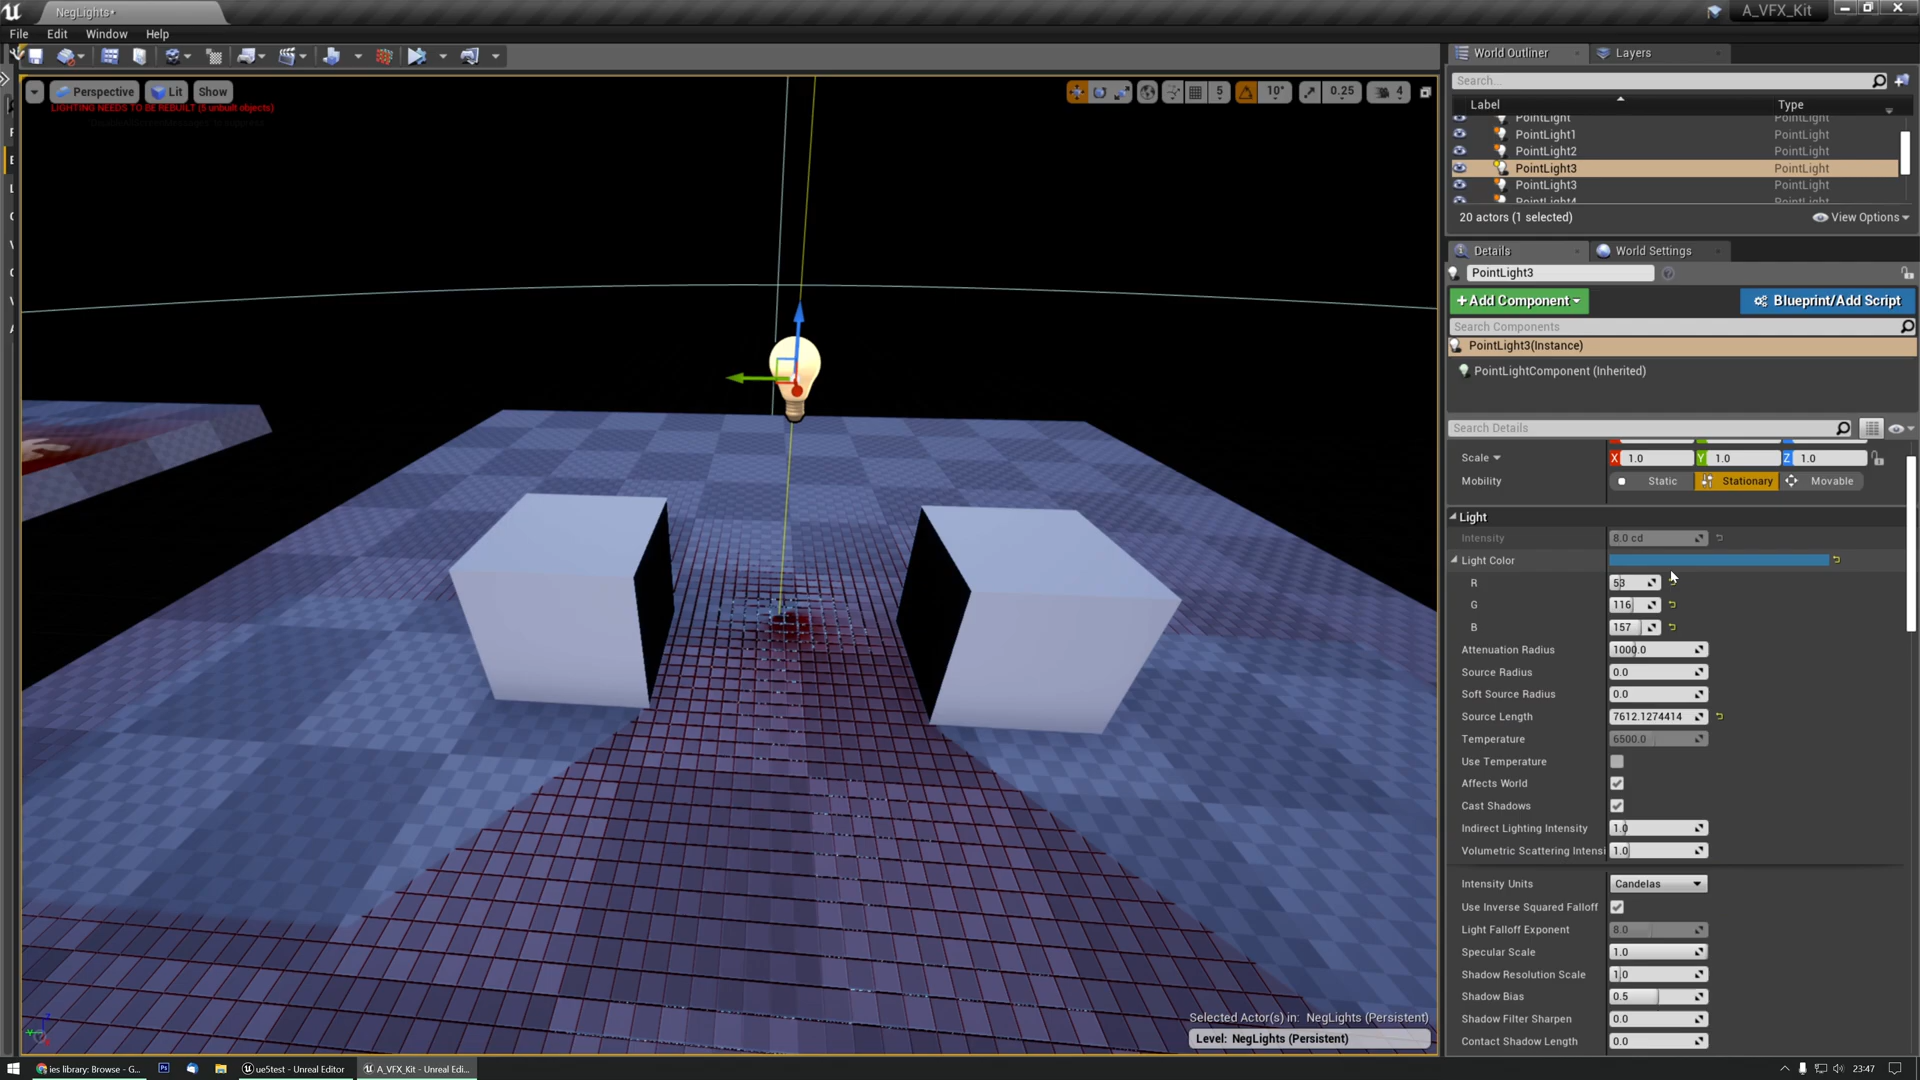 NegLights*
A_VFX_Kit
File Edit Window Help
World Outliner Layers
Perspective Lit Show 5 10° 0.25 4
LIGHTING NEEDS TO BE REBUILT (5 unbuilt objects)
Search...
Label Type
PointLight PointLight
PointLight1 PointLight
PointLight2 PointLight
PointLight3 PointLight
PointLight3 PointLight
PointLight4
20 actors (1 selected) View Options
Details World Settings
PointLight3
+Add Component Blueprint/Add Script
Search Components
PointLight3(Instance)
PointLightComponent (Inherited)
Search Details
Scale X 1.0 Y 1.0 Z 1.0
Mobility Static Stationary Movable
Light
Intensity 8.0 cd
Light Color
R 53
G 116
B 157
Attenuation Radius 1000.0
Source Radius 0.0
Soft Source Radius 0.0
Source Length 7612.1274414
Temperature 6500.0
Use Temperature
Affects World
Cast Shadows
Indirect Lighting Intensity 1.0
Volumetric Scattering Intensi 1.0
Intensity Units Candelas
Use Inverse Squared Falloff
Light Falloff Exponent 8.0
Specular Scale 1.0
Shadow Resolution Scale 1.0
Shadow Bias 0.5
Shadow Filter Sharpen 0.0
Contact Shadow Length 0.0
Selected Actor(s) in: NegLights (Persistent)
Level: NegLights (Persistent)
ies library: Browse - G... ue5test - Unreal Editor A_VFX_Kit - Unreal Edi... 23:47